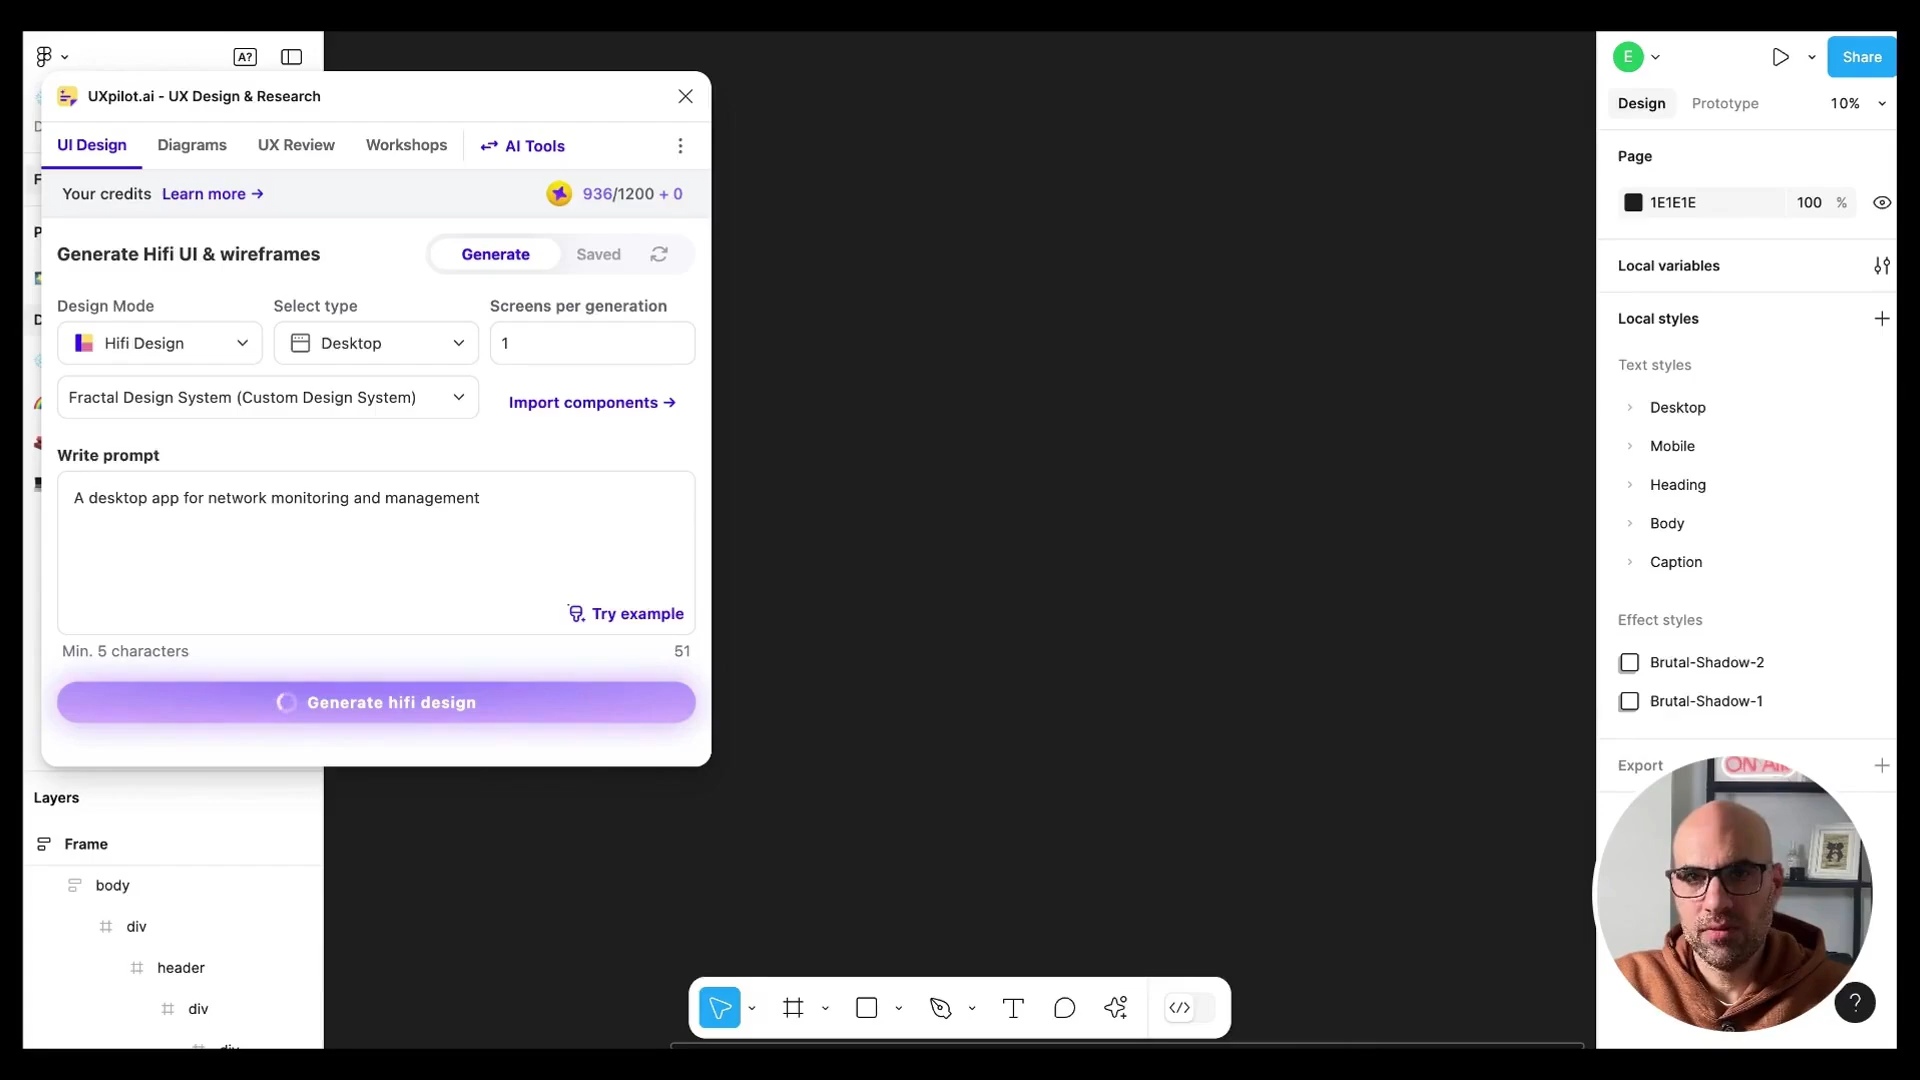 A?
UXpilot.ai - UX Design & Research
UI Design
Diagrams
UX Review
Workshops
AI Tools
Your credits
Learn more →
936/1200 + 0
Generate Hifi UI & wireframes
Generate
Saved
Design Mode
Select type
Screens per generation
Hifi Design
Desktop
1
Fractal Design System (Custom Design System)
Import components →
Write prompt
A desktop app for network monitoring and management
Try example
Min. 5 characters
51
Generate hifi design
Layers
Frame
body
div
header
div
div
E
Share
Design
Prototype
10%
Page
1E1E1E
100
%
Local variables
Local styles
Text styles
Desktop
Mobile
Heading
Body
Caption
Effect styles
Brutal-Shadow-2
Brutal-Shadow-1
Export
ON AIR
?